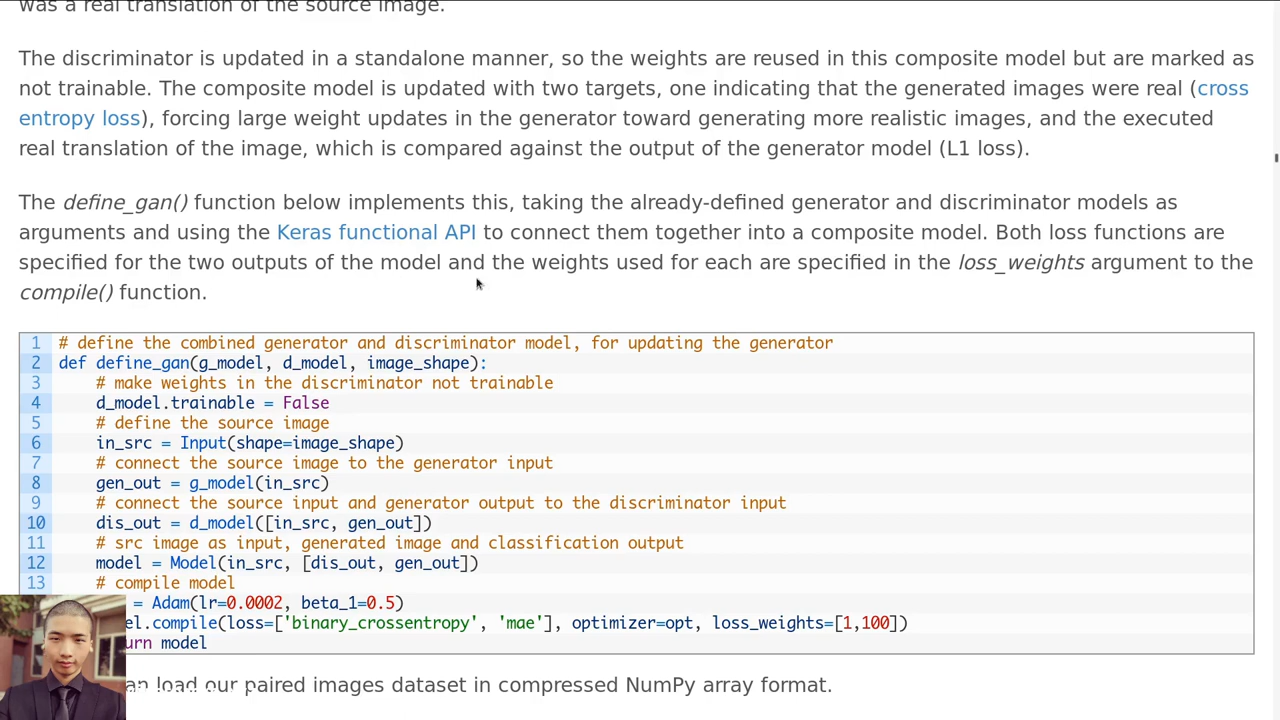 was a real translation of the source image.
The discriminator is updated in a standalone manner, so the weights are reused in this composite model but are marked as
not trainable. The composite model is updated with two targets, one indicating that the generated images were real (cross
entropy loss), forcing large weight updates in the generator toward generating more realistic images, and the executed
real translation of the image, which is compared against the output of the generator model (L1 loss).
The define_gan() function below implements this, taking the already-defined generator and discriminator models as
arguments and using the Keras functional API to connect them together into a composite model. Both loss functions are
specified for the two outputs of the model and the weights used for each are specified in the loss_weights argument to the
compile() function.
1 # define the combined generator and discriminator model, for updating the generator
2 def define_gan(g_model, d_model, image_shape):
3 # make weights in the discriminator not trainable
4 d_model.trainable = False
5 # define the source image
6 in_src = Input(shape=image_shape)
7 # connect the source image to the generator input
8 gen_out = g_model(in_src)
9 # connect the source input and generator output to the discriminator input
10 dis_out = d_model([in_src, gen_out])
11 # src image as input, generated image and classification output
12 model = Model(in_src, [dis_out, gen_out])
13 # compile model
= Adam(lr=0.0002, beta_1=0.5)
el.compile(loss=['binary_crossentropy', 'mae'], optimizer=opt, loss_weights=[1,100])
urn model
an load our paired images dataset in compressed NumPy array format.